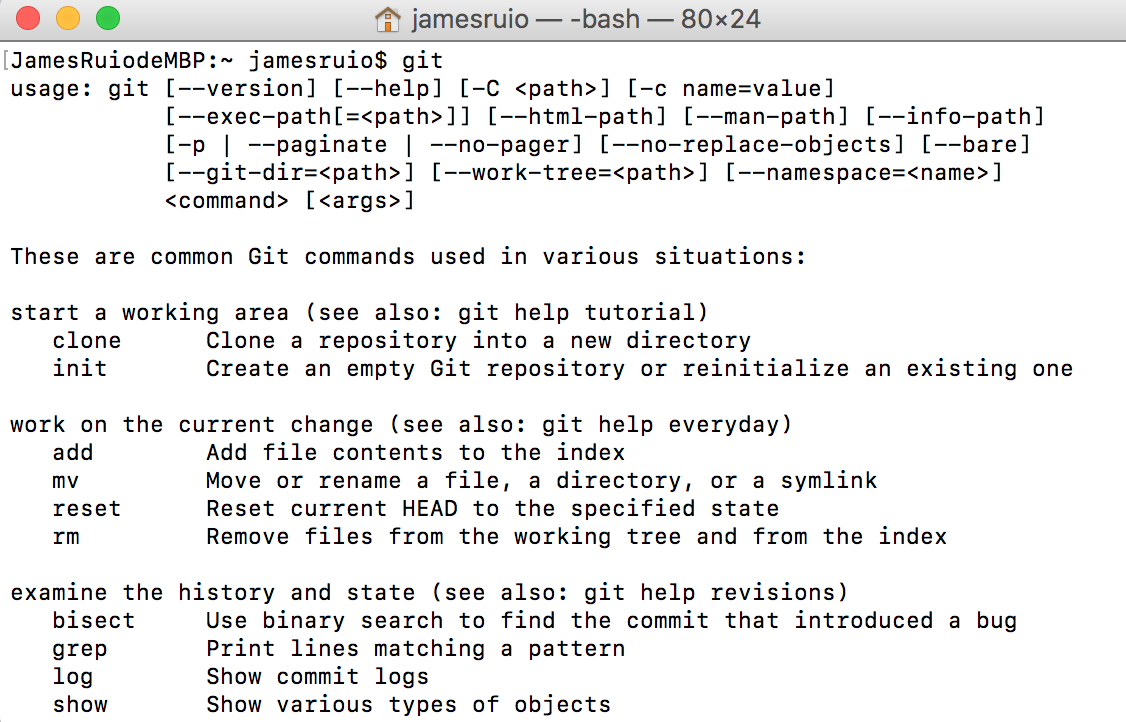 jamesruio — -bash — 80×24
[JamesRuiodeMBP:~ jamesruio$ git
usage: git [--version] [--help] [-C <path>] [-c name=value]
           [--exec-path[=<path>]] [--html-path] [--man-path] [--info-path]
           [-p | --paginate | --no-pager] [--no-replace-objects] [--bare]
           [--git-dir=<path>] [--work-tree=<path>] [--namespace=<name>]
           <command> [<args>]

These are common Git commands used in various situations:

start a working area (see also: git help tutorial)
   clone      Clone a repository into a new directory
   init       Create an empty Git repository or reinitialize an existing one

work on the current change (see also: git help everyday)
   add        Add file contents to the index
   mv         Move or rename a file, a directory, or a symlink
   reset      Reset current HEAD to the specified state
   rm         Remove files from the working tree and from the index

examine the history and state (see also: git help revisions)
   bisect     Use binary search to find the commit that introduced a bug
   grep       Print lines matching a pattern
   log        Show commit logs
   show       Show various types of objects